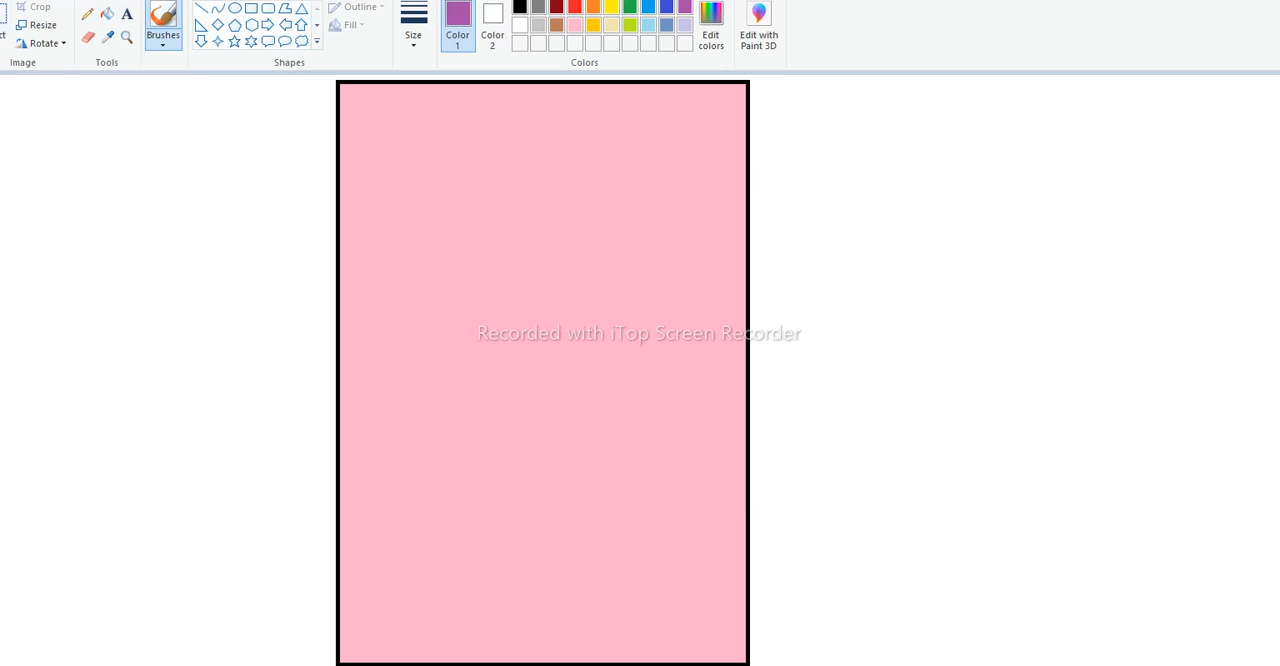 Crop
Resize
Rotate
Image
Tools
Brushes
Shapes
Outline
Fill
Size
Color 1
Color 2
Edit colors
Edit with Paint 3D
Colors
Recorded with iTop Screen Recorder